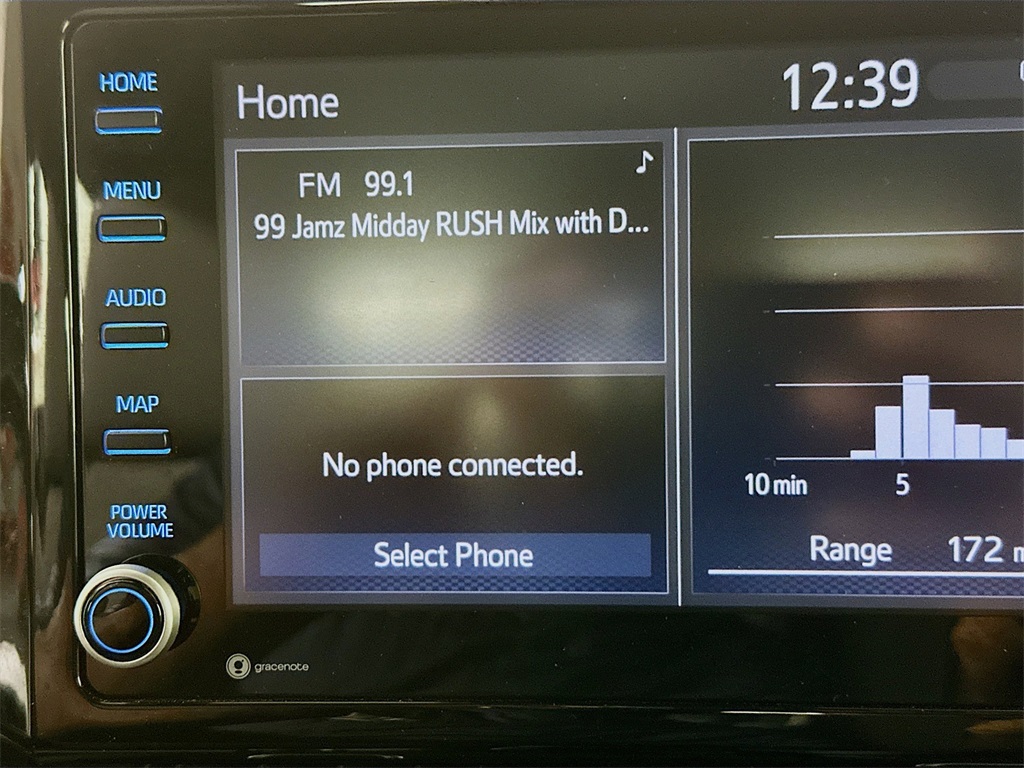 HOME
Home
12:39
MENU
FM 99.1
99 Jamz Midday RUSH Mix with D...
AUDIO
MAP
No phone connected.
10 min 5
POWER
VOLUME
Select Phone
Range 172
gracenote